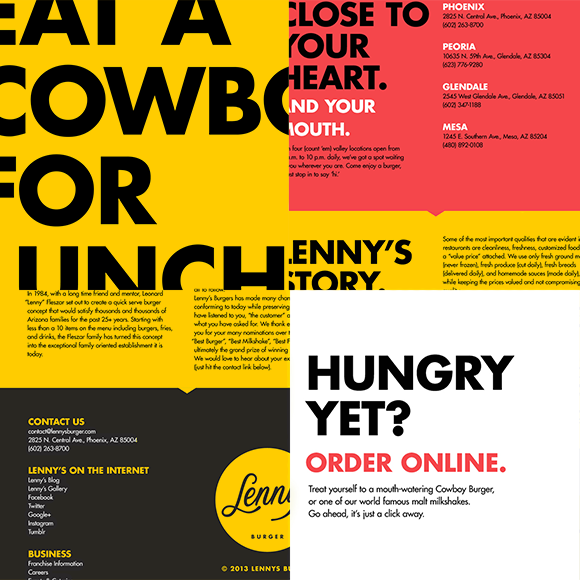 EAT A
COWBO
FOR
LUNCH
CLOSE TO
YOUR
HEART.
AND YOUR
MOUTH.
four (count 'em) valley locations open from
to 10 p.m. daily, we've got a spot waiting
you wherever you are. Come enjoy a burger,
just stop in to say 'hi.'
PHOENIX
2825 N. Central Ave., Phoenix, AZ 85004
(602) 263-8700
PEORIA
10635 N. 59th Ave., Glendale, AZ 85304
(623) 776-9280
GLENDALE
2545 West Glendale Ave., Glendale, AZ 85051
(602) 347-1188
MESA
1245 E. Southern Ave., Mesa, AZ 85204
(480) 892-0108
LENNY'S
STORY.
Some of the most important qualities that are evident i
restaurants are cleanliness, freshness, customized food
a "value price" attached. We use only fresh ground m
(never frozen), fresh produce (cut daily), fresh breads
(delivered daily), and homemade sauces (made daily)
while keeping the prices valued and not compromising
In 1984, with a long time friend and mentor, Leonard
"Lenny" Fleszar set out to create a quick serve burger
concept that would satisfy thousands and thousands of
Arizona families for the past 25+ years. Starting with
less than a 10 items on the menu including burgers, fries,
and drinks, the Fleszar family has turned this concept
into the exceptional family oriented establishment it is
today.
all to follow
Lenny's Burgers has made many chan
conforming to today while preserving
have listened to you, "the customer" a
what you have asked for. We thank e
you for your many nominations over t
"Best Burger", "Best Milkshake", "Best F
ultimately the grand prize of winning
We would love to hear about your ex
(just hit the contact link below).
CONTACT US
contact@lennysburger.com
2825 N. Central Ave., Phoenix, AZ 85004
(602) 263-8700
LENNY'S ON THE INTERNET
Lenny's Blog
Lenny's Gallery
Facebook
Twitter
Google+
Instagram
Tumblr
BUSINESS
Franchise Information
Careers
Lenny
BURGER
© 2013 LENNYS BU
HUNGRY
YET?
ORDER ONLINE.
Treat yourself to a mouth-watering Cowboy Burger,
or one of our world famous malt milkshakes.
Go ahead, it's just a click away.